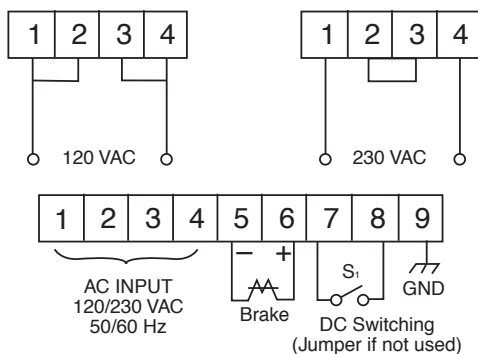 1 2 3 4
120 VAC
1 2 3 4
230 VAC
1 2 3 4 5 6 7 8 9
− +
S₁
AC INPUT
120/230 VAC
50/60 Hz
Brake
GND
DC Switching
(Jumper if not used)